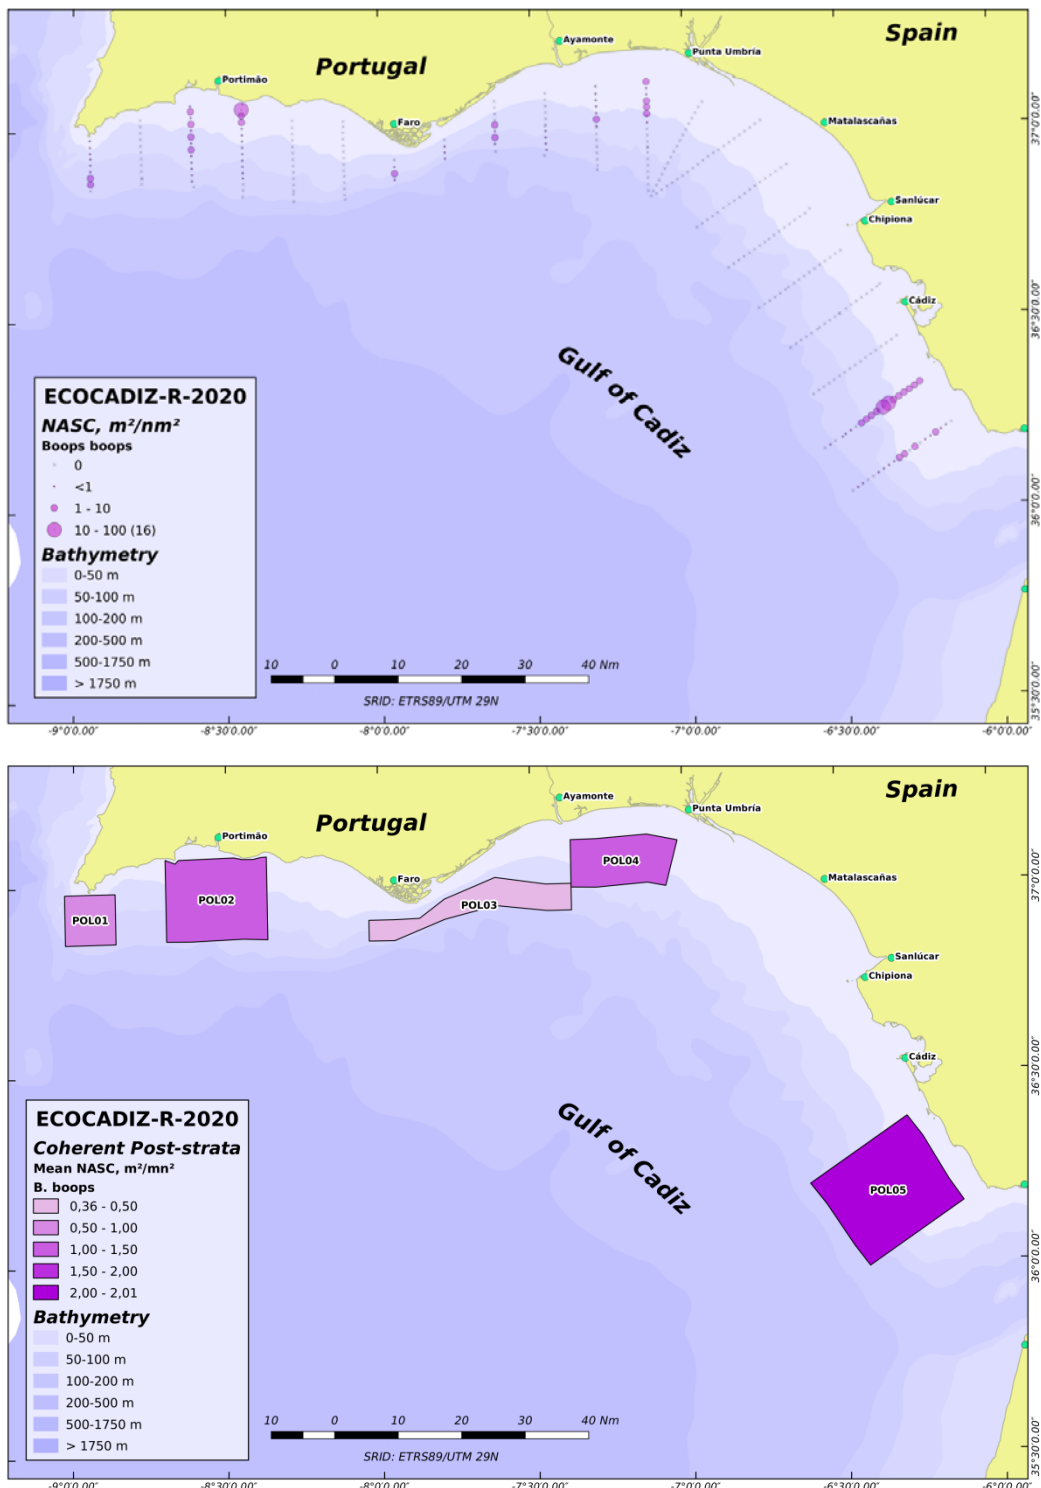 Spain
Ayamonte
Punta Umbría
Portugal
Portimão
Faro
Matalascañas
37°0'0.00"
Sanlúcar
Chipiona
Cádiz
36°30'0.00"
Gulf of Cadiz
ECOCADIZ-R-2020
NASC, m²/nm²
Boops boops
0
<1
1 - 10
10 - 100 (16)
Bathymetry
0-50 m
50-100 m
100-200 m
200-500 m
500-1750 m
> 1750 m
36°0'0.00"
10 0 10 20 30 40 Nm
SRID: ETRS89/UTM 29N
35°30'0.00"
-9°0'0.00" -8°30'0.00" -8°0'0.00" -7°30'0.00" -7°0'0.00" -6°30'0.00" -6°0'0.00"
Spain
Ayamonte
Punta Umbría
Portugal
Portimão
POL04
Faro
Matalascañas
37°0'0.00"
POL02
POL03
POL01
Sanlúcar
Chipiona
Cádiz
36°30'0.00"
Gulf of Cadiz
POL05
ECOCADIZ-R-2020
Coherent Post-strata
Mean NASC, m²/mn²
B. boops
0,36 - 0,50
0,50 - 1,00
1,00 - 1,50
1,50 - 2,00
2,00 - 2,01
Bathymetry
0-50 m
50-100 m
100-200 m
200-500 m
500-1750 m
> 1750 m
36°0'0.00"
10 0 10 20 30 40 Nm
SRID: ETRS89/UTM 29N
35°30'0.00"
-9°0'0.00" -8°30'0.00" -8°0'0.00" -7°30'0.00" -7°0'0.00" -6°30'0.00" -6°0'0.00"